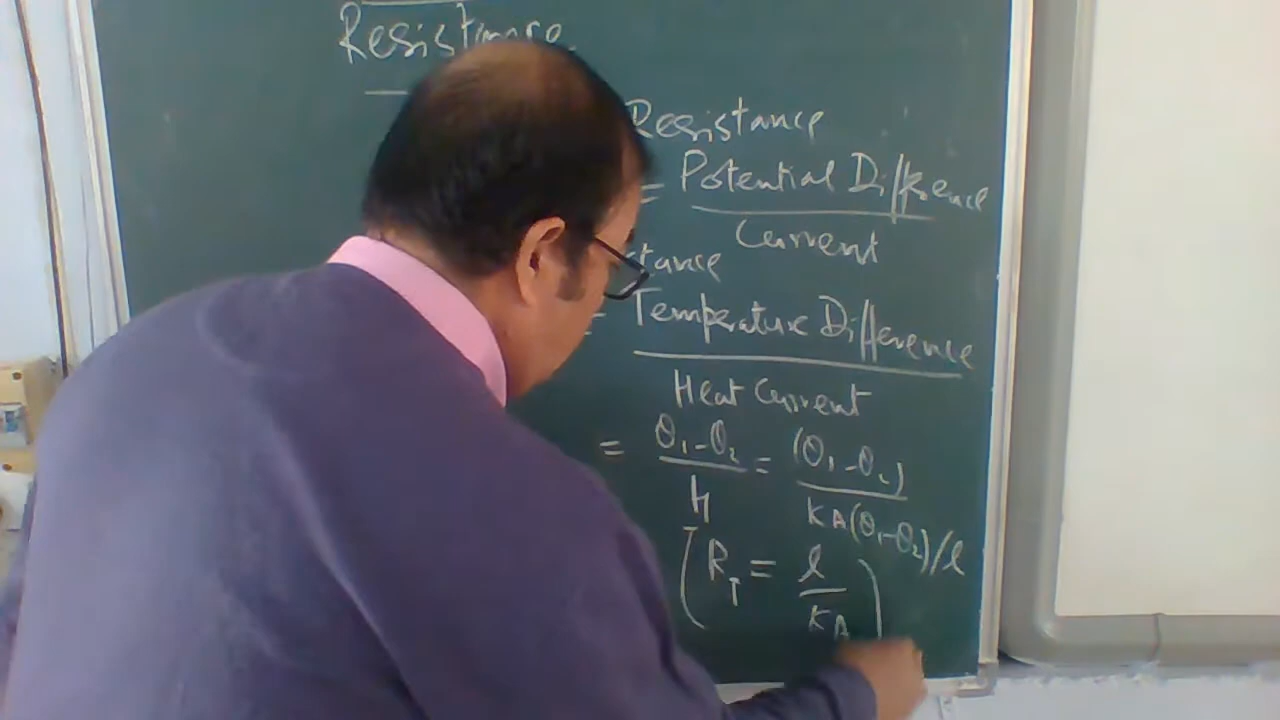 Resistance
Resistance
= Potential Difference
Current
stance
= Temperature Difference
Heat Current
= θ₁-θ₂ / H = (θ₁-θ₂) / KA(θ₁-θ₂)/l
[R_T = l / KA]